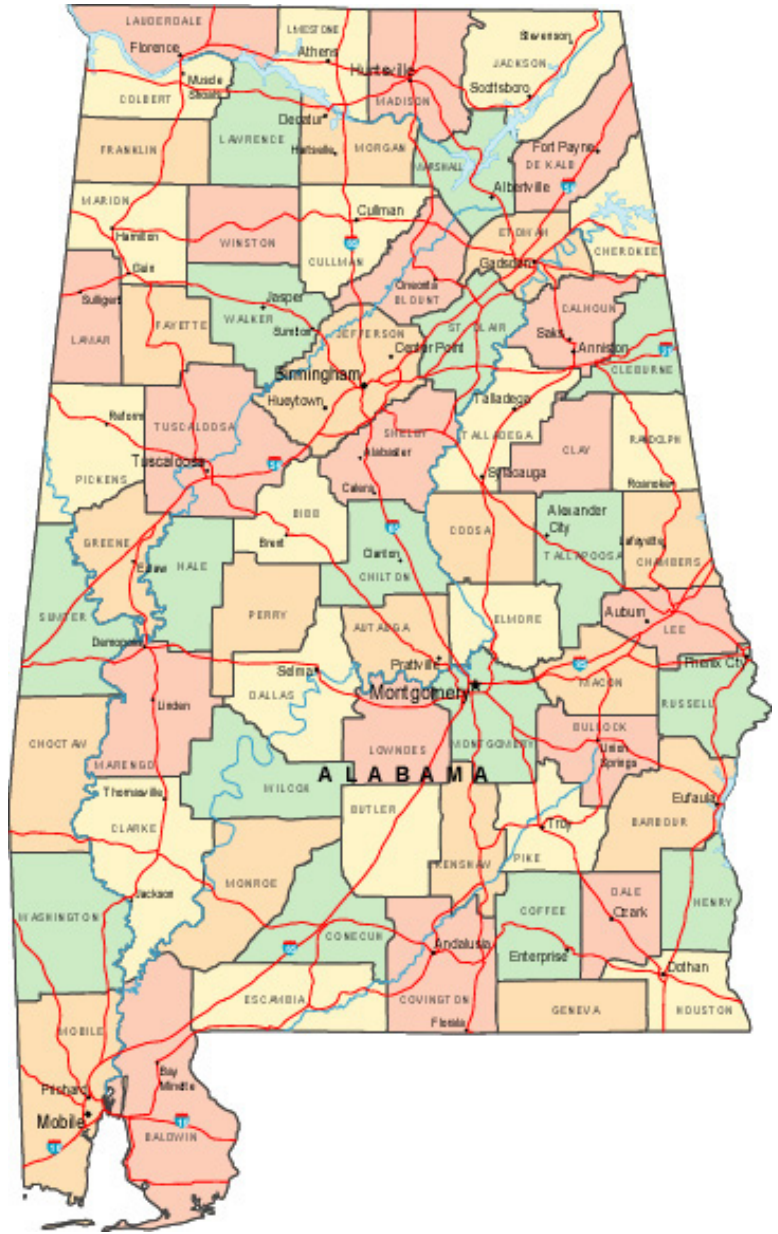 LAUDERDALE
LIMESTONE
Stevenson
Florence
Athens
JACKSON
Huntsville
Muscle
Shoals
Scottsboro
COLBERT
MADISON
Decatur
LAWRENCE
Fort Payne
FRANKLIN
Hartselle
MORGAN
MARSHALL
DE KALB
Albertville
MARION
Cullman
ETOWAH
Hamilton
WINSTON
CHEROKEE
CULLMAN
Gadsden
Guin
Oneonta
Sulligent
Jasper
BLOUNT
CALHOUN
FAYETTE
WALKER
Sumiton
JEFFERSON
ST CLAIR
Saks
LAMAR
Center Point
Anniston
CLEBURNE
Birmingham
Hueytown
Talladega
Reform
TUSCALOOSA
SHELBY
TALLADEGA
RANDOLPH
Alabaster
CLAY
Tuscaloosa
PICKENS
Calera
Sylacauga
Roanoke
BIBB
Alexander
City
GREENE
Brent
COOSA
HALE
Clanton
Lafayette
Eutaw
CHILTON
TALLAPOOSA
CHAMBERS
SUMTER
PERRY
ELMORE
Auburn
AUTAUGA
LEE
Demopolis
Prattville
Phenix City
Selma
MACON
DALLAS
Montgomery
Linden
RUSSELL
CHOCTAW
BULLOCK
LOWNDES
MONTGOMERY
Union
Springs
MARENGO
WILCOX
ALABAMA
Thomasville
Eufaula
BUTLER
CLARKE
Troy
BARBOUR
PIKE
CRENSHAW
MONROE
Jackson
DALE
WASHINGTON
COFFEE
HENRY
Ozark
CONECUH
Andalusia
Enterprise
Dothan
ESCAMBIA
COVINGTON
GENEVA
HOUSTON
Florala
MOBILE
Bay
Minette
Prichard
Mobile
BALDWIN